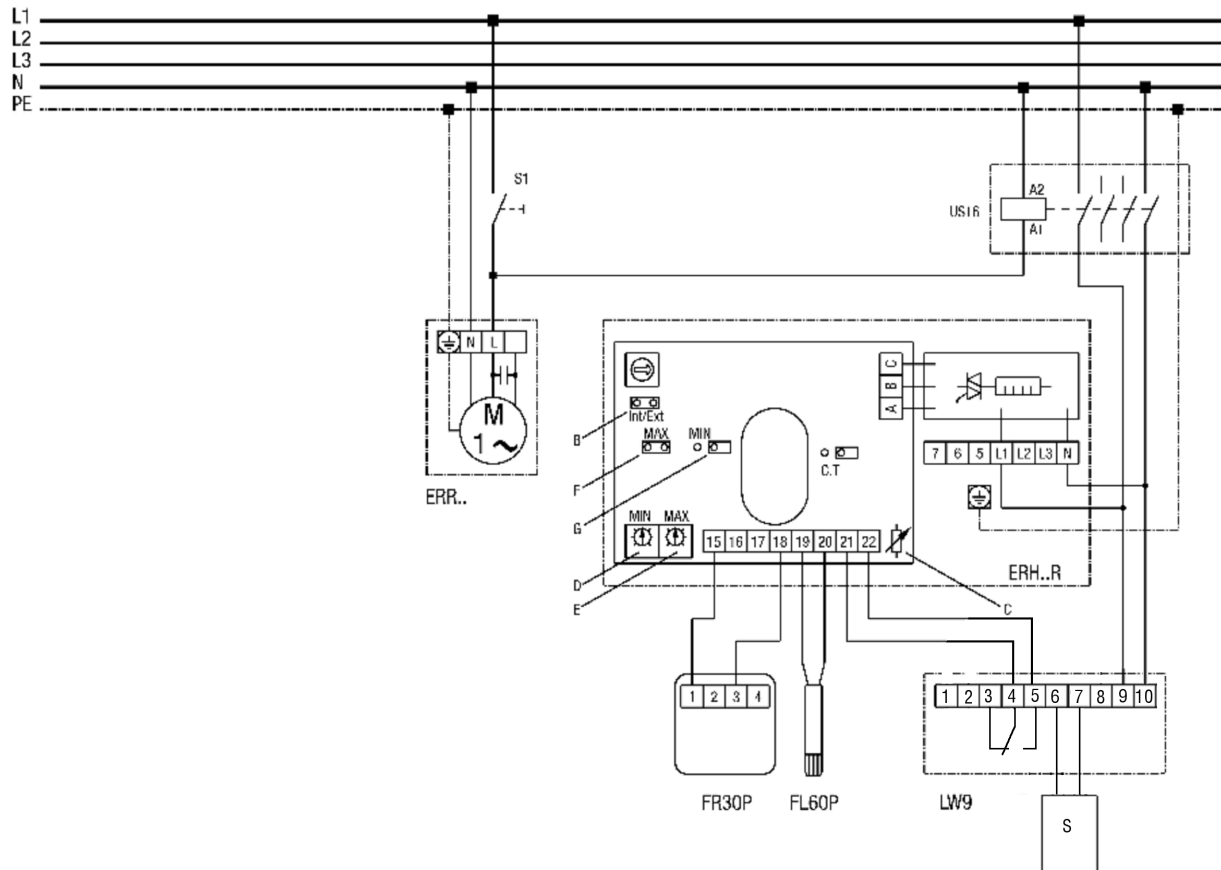 L1
L2
L3
N
PE
S1
A2
UST6
A1
N L
M
1~
ERR..
Int/Ext
MAX MIN
C.T
C
B
A
7 6 5 L1 L2 L3 N
B
F
G
MIN MAX
15 16 17 18 19 20 21 22
ERH..R
D
E
C
1 2 3 4
1 2 3 4 5 6 7 8 9 10
FR30P FL60P LW9
S